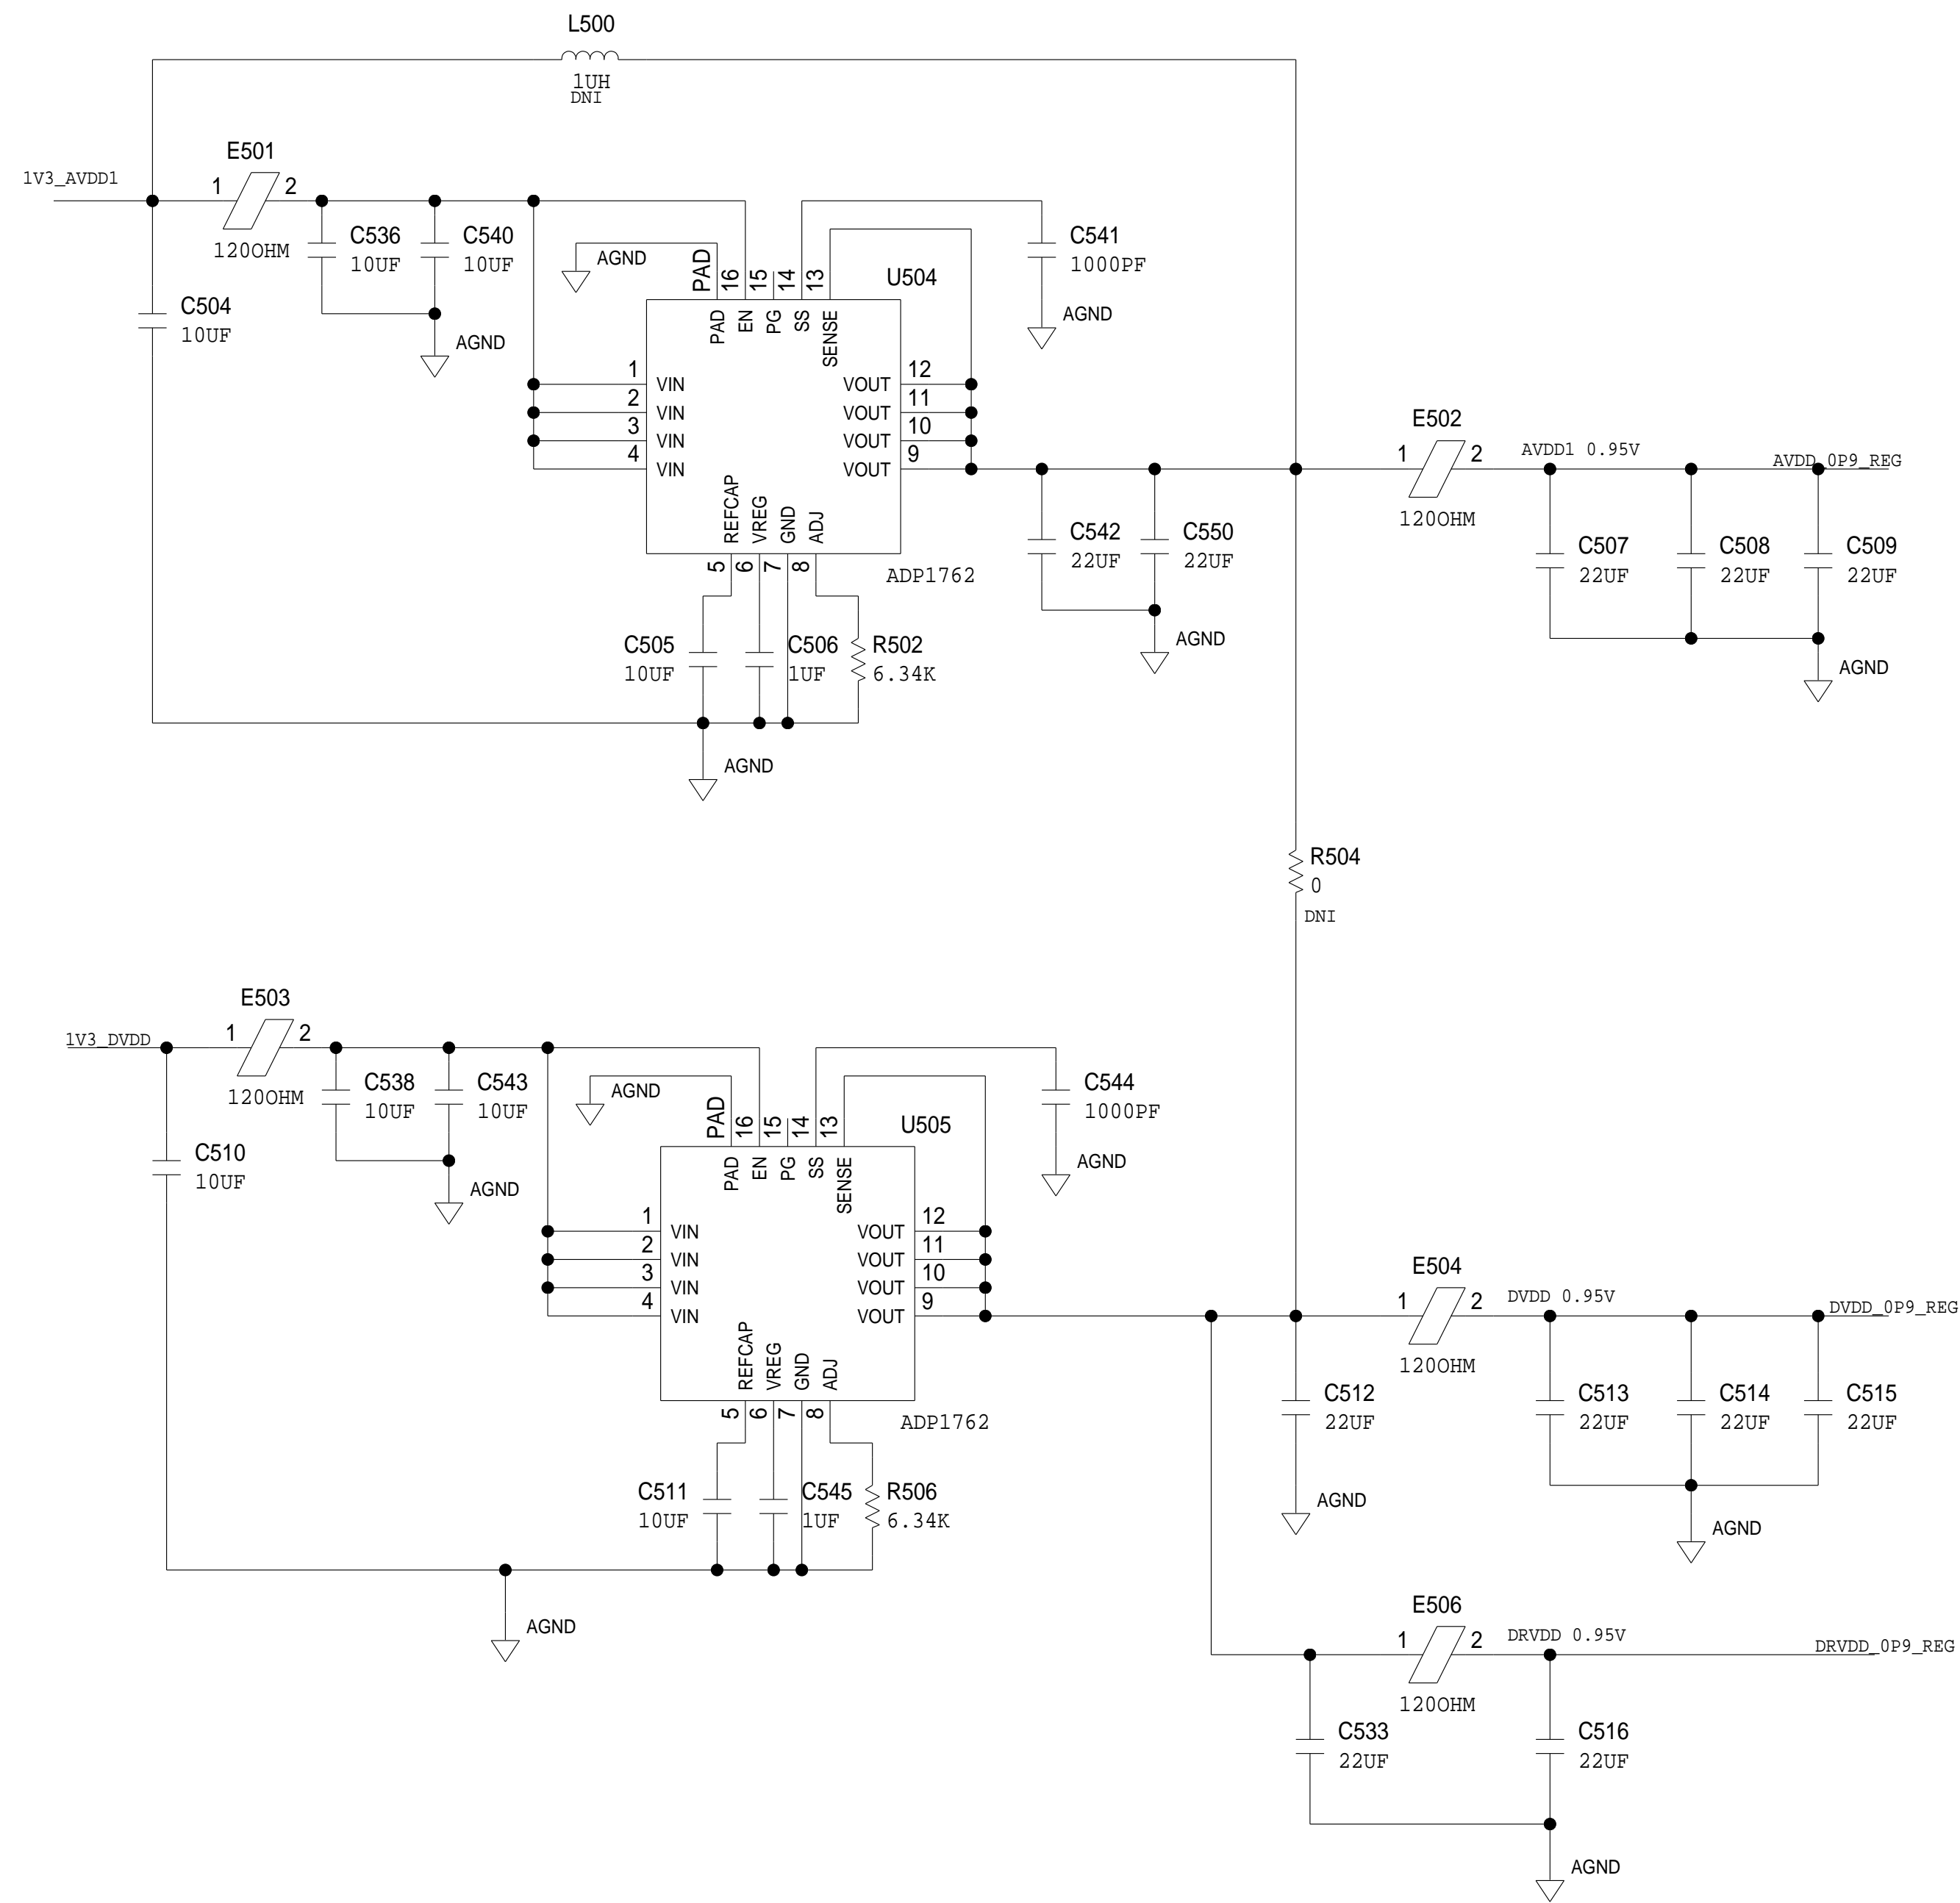 L500
1UH
DNI
1V3_AVDD1
E501
1 2
120OHM
C536
10UF
C540
10UF
AGND
C504
10UF
AGND
PAD 16 15 14 13
U504
PAD EN PG SS SENSE
C541
1000PF
AGND
1 VIN
2 VIN
3 VIN
4 VIN
VOUT 12
VOUT 11
VOUT 10
VOUT 9
REFCAP VREG GND ADJ
5 6 7 8
ADP1762
C505
10UF
C506
1UF
R502
6.34K
AGND
C542
22UF
C550
22UF
AGND
E502
1 2
120OHM
AVDD1 0.95V
AVDD_0P9_REG
C507
22UF
C508
22UF
C509
22UF
AGND
R504
0
DNI
1V3_DVDD
E503
1 2
120OHM
C538
10UF
C543
10UF
AGND
C510
10UF
AGND
PAD 16 15 14 13
U505
PAD EN PG SS SENSE
C544
1000PF
AGND
1 VIN
2 VIN
3 VIN
4 VIN
VOUT 12
VOUT 11
VOUT 10
VOUT 9
REFCAP VREG GND ADJ
5 6 7 8
ADP1762
C511
10UF
C545
1UF
R506
6.34K
AGND
E504
1 2
120OHM
DVDD 0.95V
DVDD_0P9_REG
C512
22UF
AGND
C513
22UF
C514
22UF
C515
22UF
AGND
E506
1 2
120OHM
DRVDD 0.95V
DRVDD_0P9_REG
C533
22UF
C516
22UF
AGND